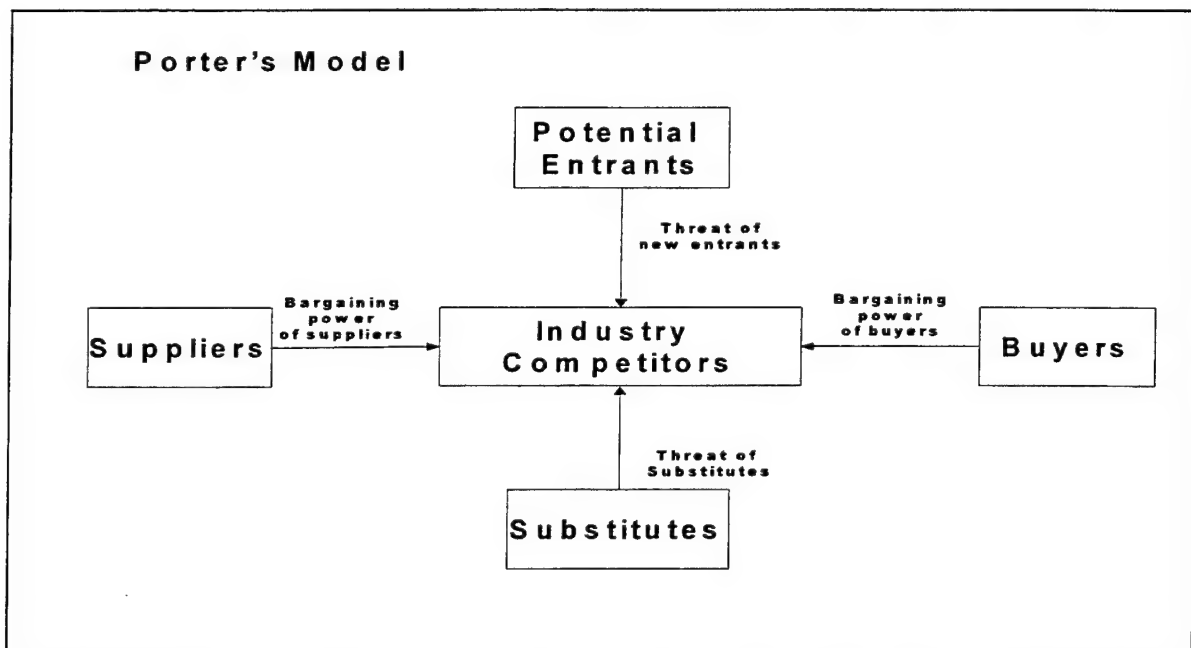 Porter's Model
Potential
Entrants
Threat of
new entrants
Bargaining
power
of suppliers
Bargaining
power
of buyers
Suppliers
Industry
Competitors
Buyers
Threat of
Substitutes
Substitutes